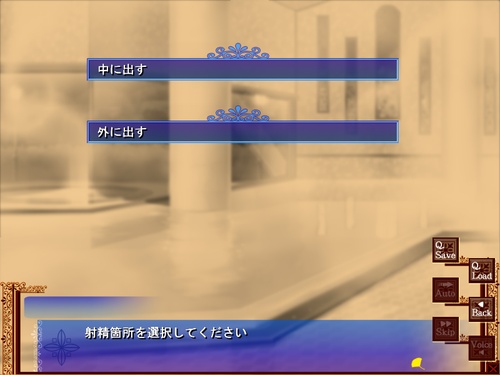 中に出す
外に出す
射精箇所を選択してください
Q.
Save
Q.
Load
Auto
Back
Skip
Voice